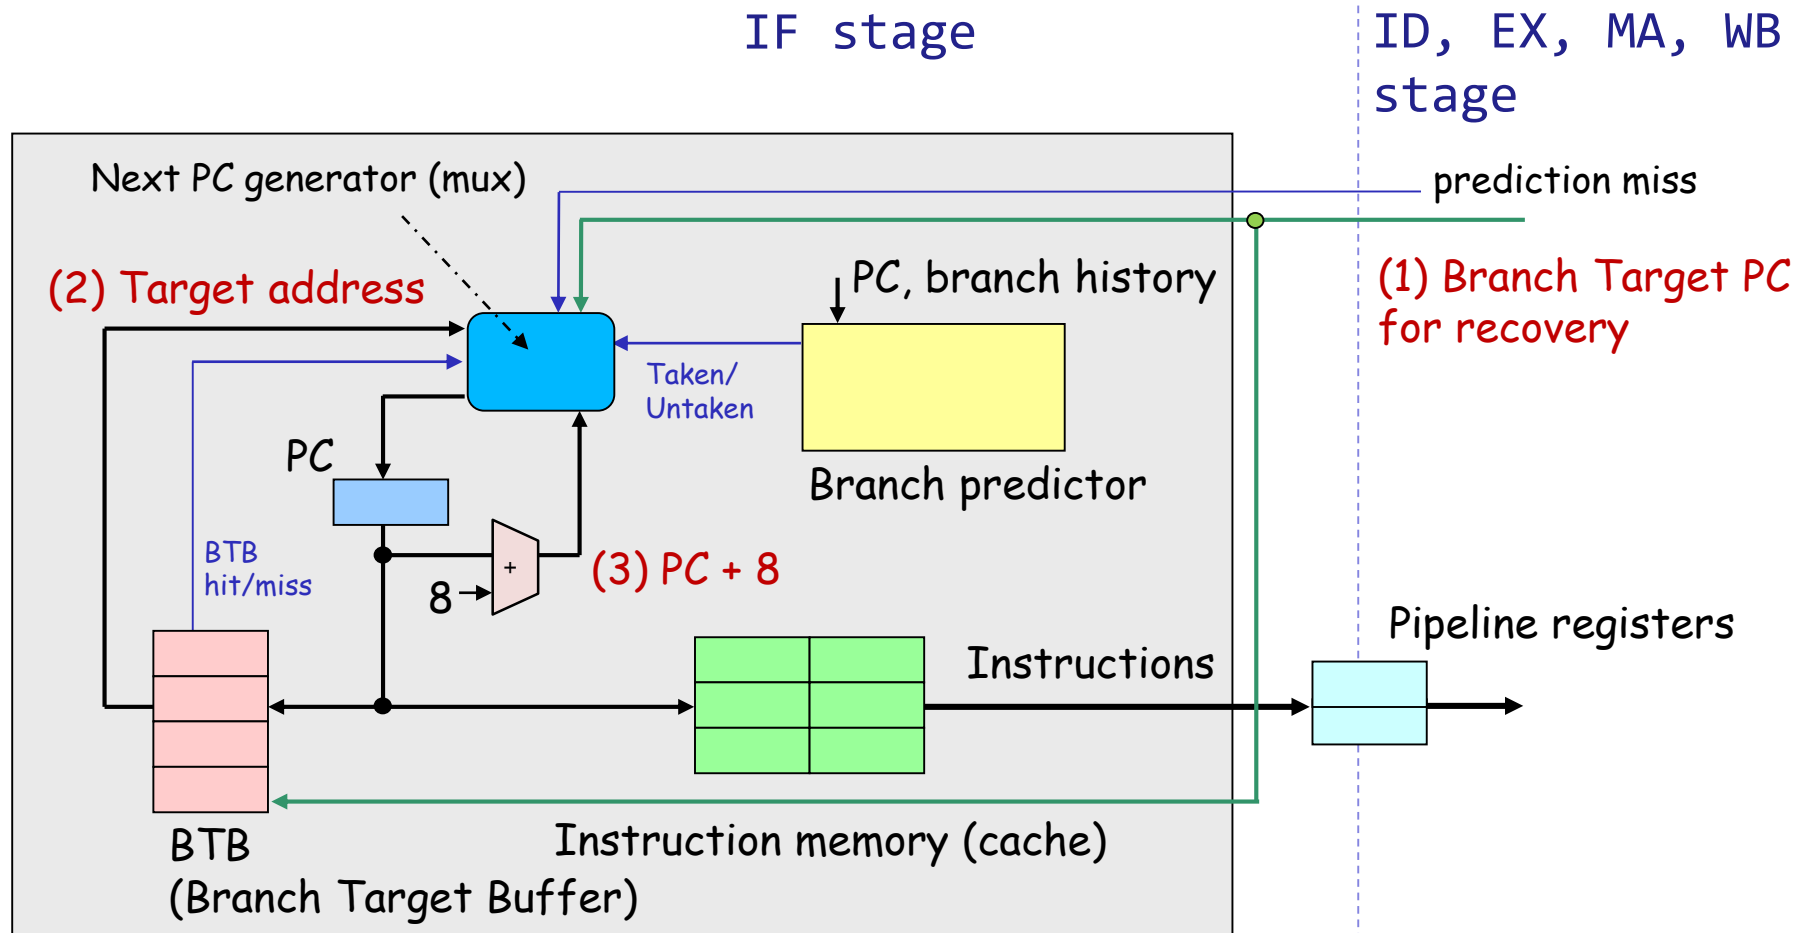 IF stage
ID, EX, MA, WB
stage
Next PC generator (mux)
prediction miss
(2) Target address
PC, branch history
(1) Branch Target PC
for recovery
Taken/
Untaken
PC
Branch predictor
BTB
hit/miss
+
8
(3) PC + 8
Pipeline registers
Instructions
BTB
(Branch Target Buffer)
Instruction memory (cache)